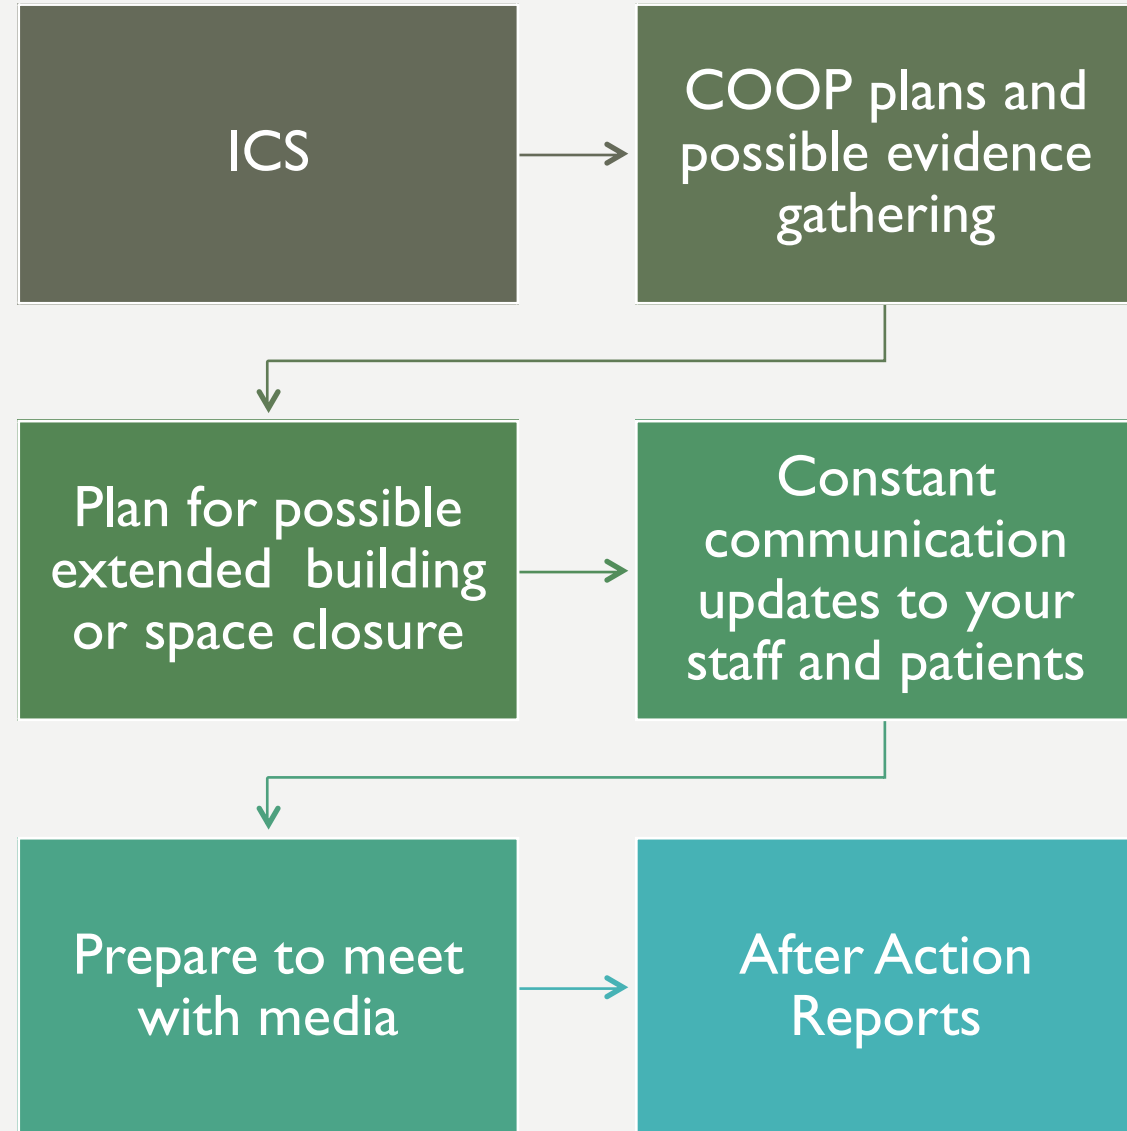 ICS
COOP plans and
possible evidence
gathering
Plan for possible
extended  building
or space closure
Constant
communication
updates to your
staff and patients
Prepare to meet
with media
After Action
Reports